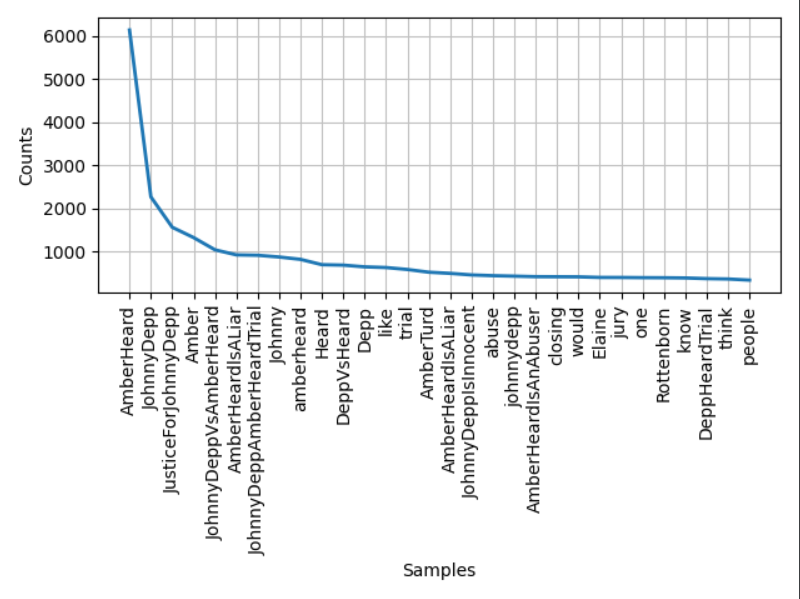 6000
5000
4000
3000
2000
1000
Counts
AmberHeard
JohnnyDepp
JusticeForJohnnyDepp
Amber
JohnnyDeppVsAmberHeard
AmberHeardIsALiar
JohnnyDeppAmberHeardTrial
Johnny
amberheard
Heard
DeppVsHeard
Depp
like
trial
AmberTurd
AmberHeardIsALiar
JohnnyDeppIsInnocent
abuse
johnnydepp
AmberHeardIsAnAbuser
closing
would
Elaine
jury
one
Rottenborn
know
DeppHeardTrial
think
people
Samples